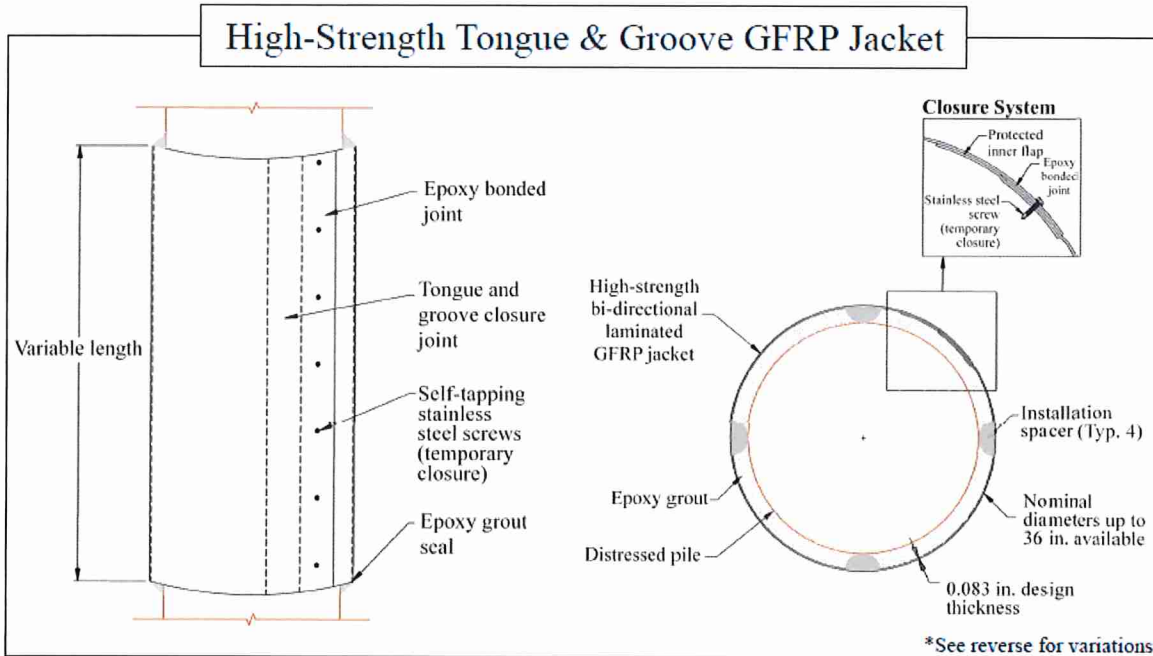 High-Strength Tongue & Groove GFRP Jacket
Variable length
Epoxy bonded
joint
Tongue and
groove closure
joint
Self-tapping
stainless
steel screws
(temporary
closure)
Epoxy grout
seal
Closure System
Protected
inner flap
Epoxy
bonded
joint
Stainless steel
screw
(temporary
closure)
High-strength
bi-directional
laminated
GFRP jacket
Installation
spacer (Typ. 4)
Epoxy grout
Distressed pile
Nominal
diameters up to
36 in. available
0.083 in. design
thickness
*See reverse for variations